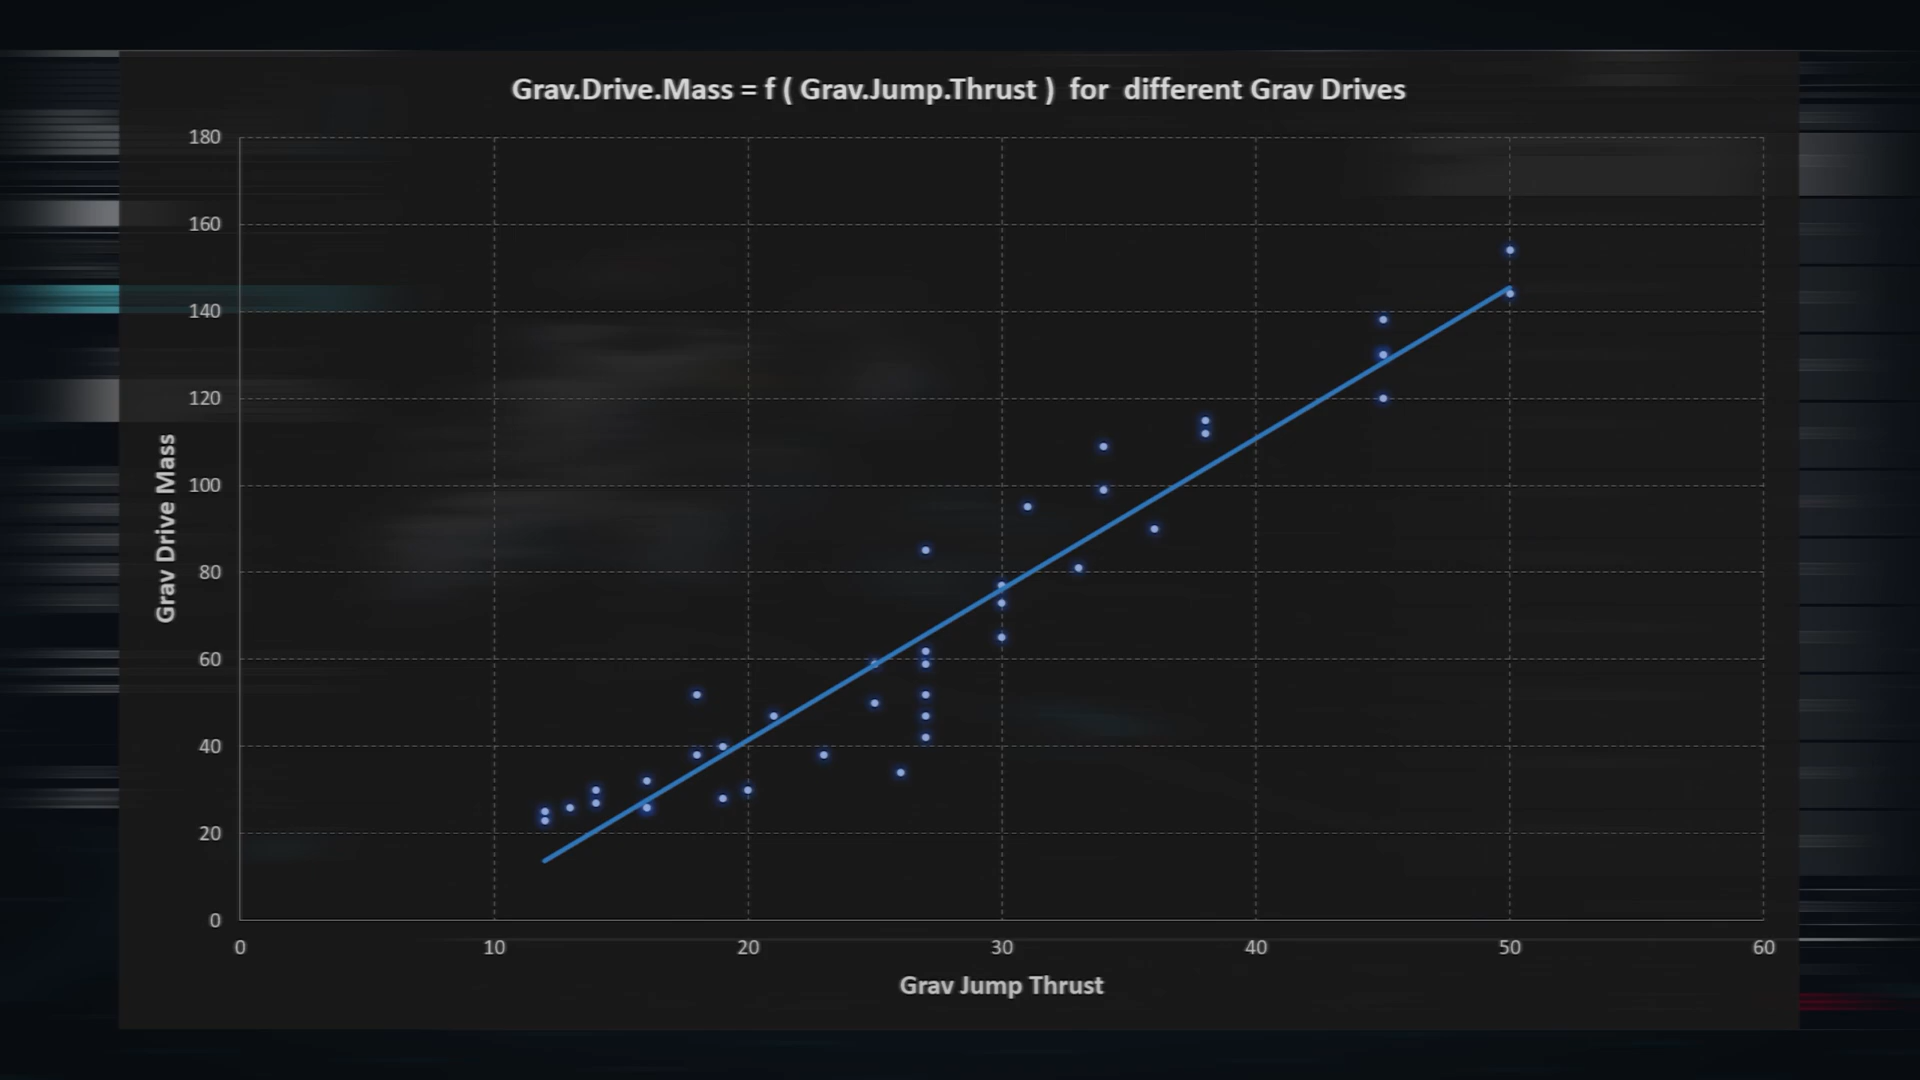 Grav.Drive.Mass = f ( Grav.Jump.Thrust )  for  different Grav Drives
180
160
140
120
100
80
60
40
20
0
Grav Drive Mass
0 10 20 30 40 50 60
Grav Jump Thrust